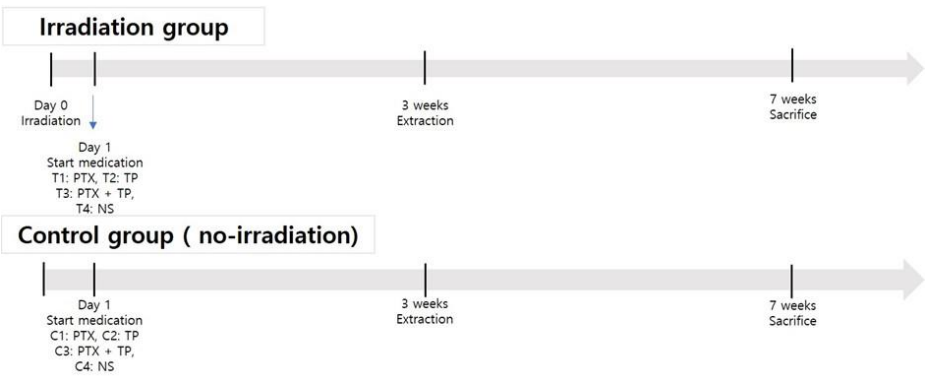 Irradiation group
Day 0
Irradiation
Day 1
Start medication
T1: PTX, T2: TP
T3: PTX + TP,
T4: NS
3 weeks
Extraction
7 weeks
Sacrifice
Control group ( no-irradiation)
Day 1
Start medication
C1: PTX, C2: TP
C3: PTX + TP,
C4: NS
3 weeks
Extraction
7 weeks
Sacrifice